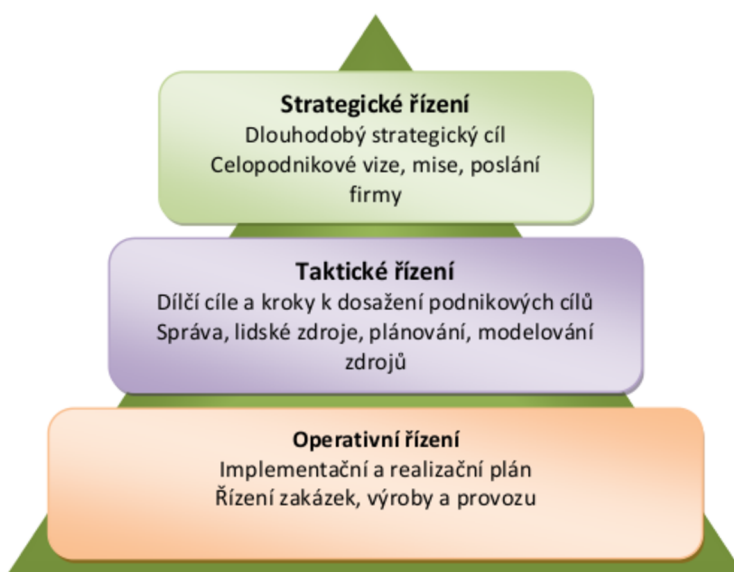 Strategické řízení
Dlouhodobý strategický cíl
Celopodnikové vize, mise, poslání
firmy
Taktické řízení
Dílčí cíle a kroky k dosažení podnikových cílů
Správa, lidské zdroje, plánování, modelování
zdrojů
Operativní řízení
Implementační a realizační plán
Řízení zakázek, výroby a provozu